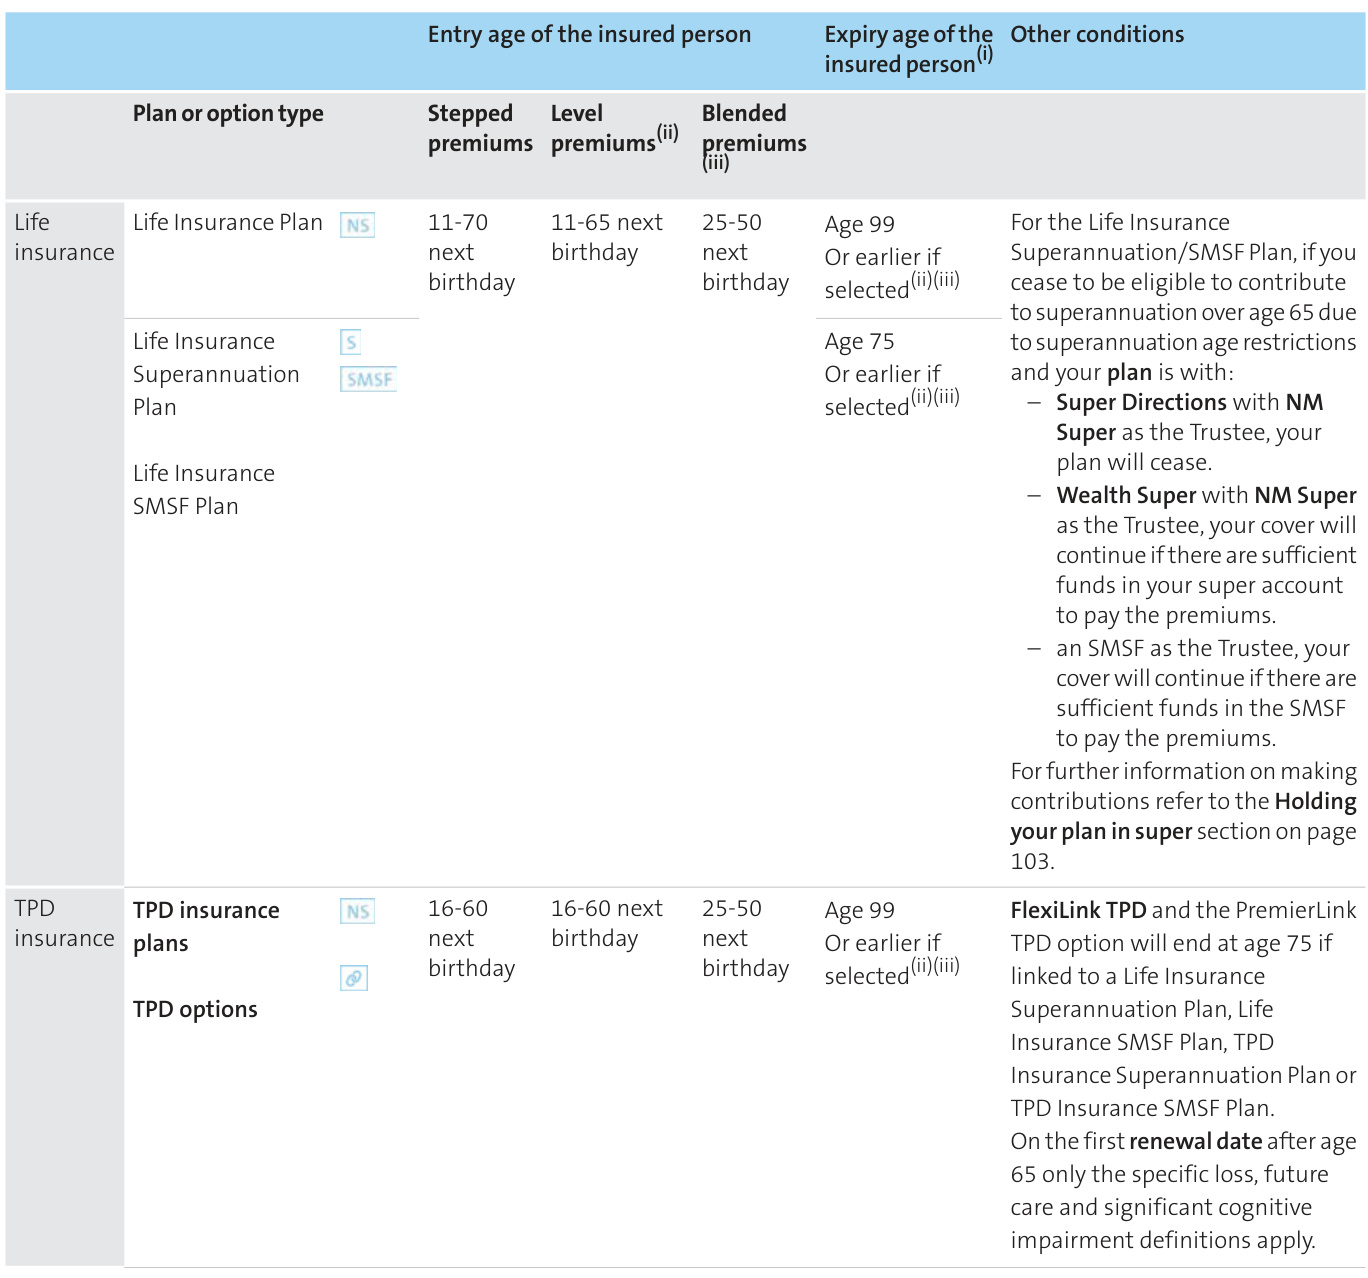 Entry age of the insured person
Expiry age of the
insured person(i)
Other conditions
Plan or option type
Stepped
premiums
Level
premiums(ii)
Blended
premiums
(iii)
Life
insurance
Life Insurance Plan
NS
11-70
next
birthday
11-65 next
birthday
25-50
next
birthday
Age 99
Or earlier if
selected(ii)(iii)
Life Insurance
Superannuation
Plan
Life Insurance
SMSF Plan
S
SMSF
Age 75
Or earlier if
selected(ii)(iii)
For the Life Insurance
Superannuation/SMSF Plan, if you
cease to be eligible to contribute
to superannuation over age 65 due
to superannuation age restrictions
and your plan is with:
– Super Directions with NM
Super as the Trustee, your
plan will cease.
– Wealth Super with NM Super
as the Trustee, your cover will
continue if there are sufficient
funds in your super account
to pay the premiums.
– an SMSF as the Trustee, your
cover will continue if there are
sufficient funds in the SMSF
to pay the premiums.
For further information on making
contributions refer to the Holding
your plan in super section on page
103.
TPD
insurance
TPD insurance
plans
TPD options
NS
16-60
next
birthday
16-60 next
birthday
25-50
next
birthday
Age 99
Or earlier if
selected(ii)(iii)
FlexiLink TPD and the PremierLink
TPD option will end at age 75 if
linked to a Life Insurance
Superannuation Plan, Life
Insurance SMSF Plan, TPD
Insurance Superannuation Plan or
TPD Insurance SMSF Plan.
On the first renewal date after age
65 only the specific loss, future
care and significant cognitive
impairment definitions apply.